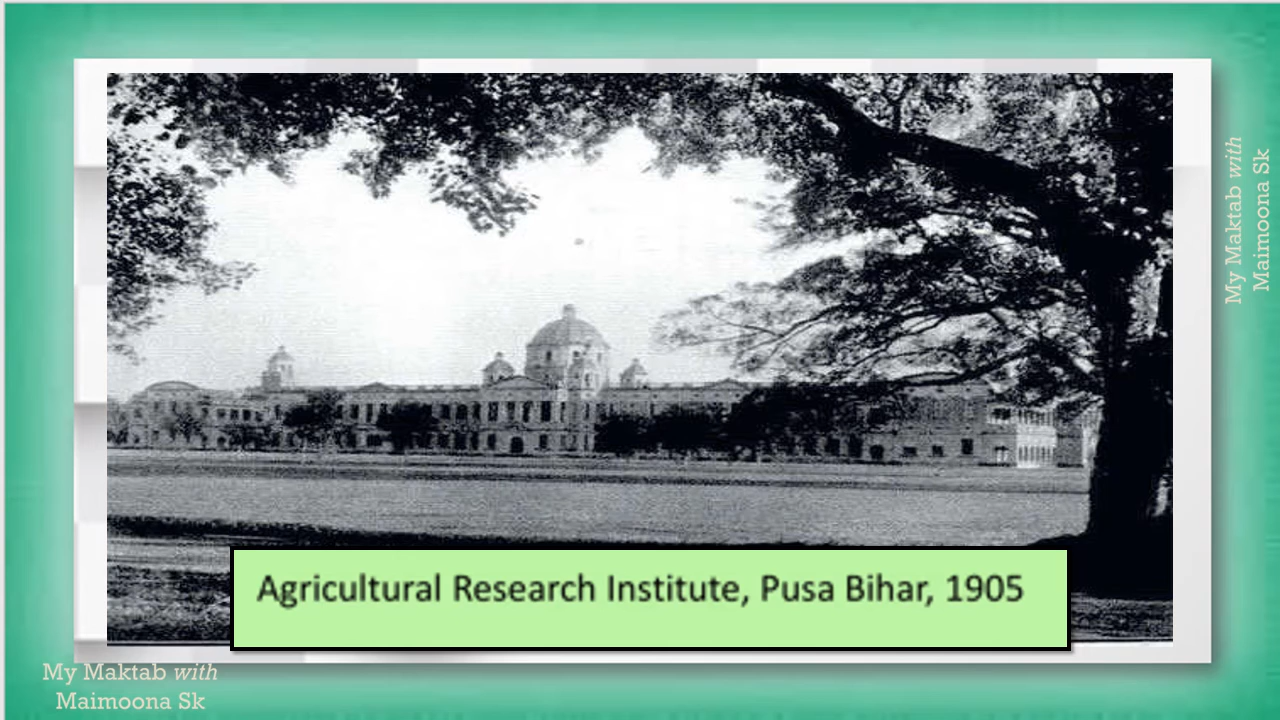 Agricultural Research Institute, Pusa Bihar, 1905
My Maktab with
Maimoona Sk
My Maktab with
Maimoona Sk